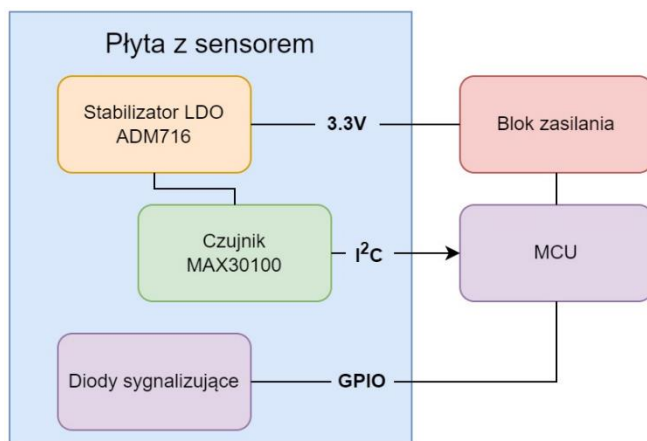 Płyta z sensorem
Stabilizator LDO
ADM716
3.3V
Blok zasilania
Czujnik
MAX30100
I²C
MCU
Diody sygnalizujące
GPIO